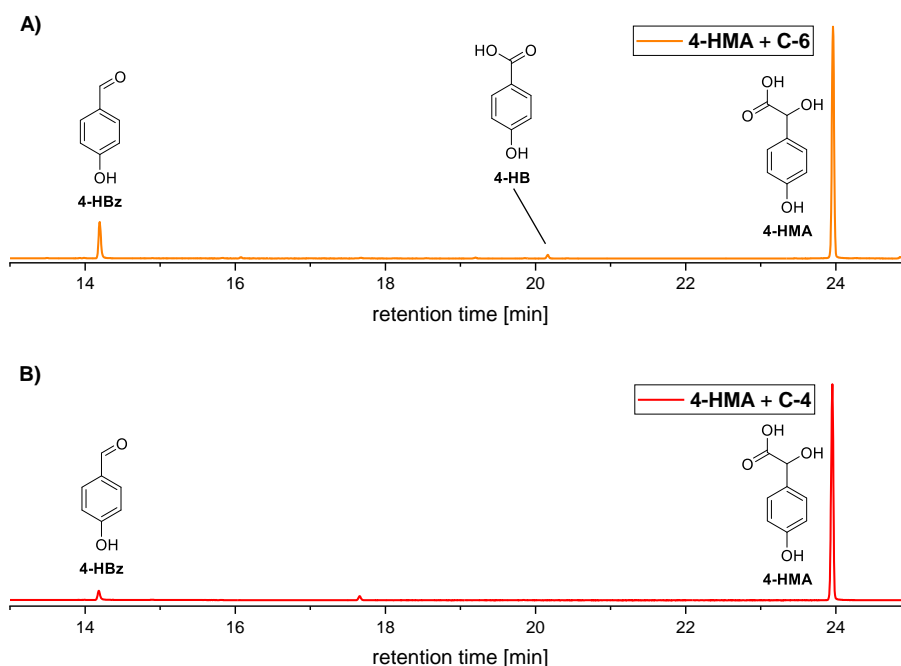 A)
4-HMA + C-6
O
OH
4-HBz
HO
O
OH
4-HB
OH
O
OH
OH
4-HMA
14 16 18 20 22 24
retention time [min]
B)
4-HMA + C-4
O
OH
4-HBz
OH
O
OH
OH
4-HMA
14 16 18 20 22 24
retention time [min]